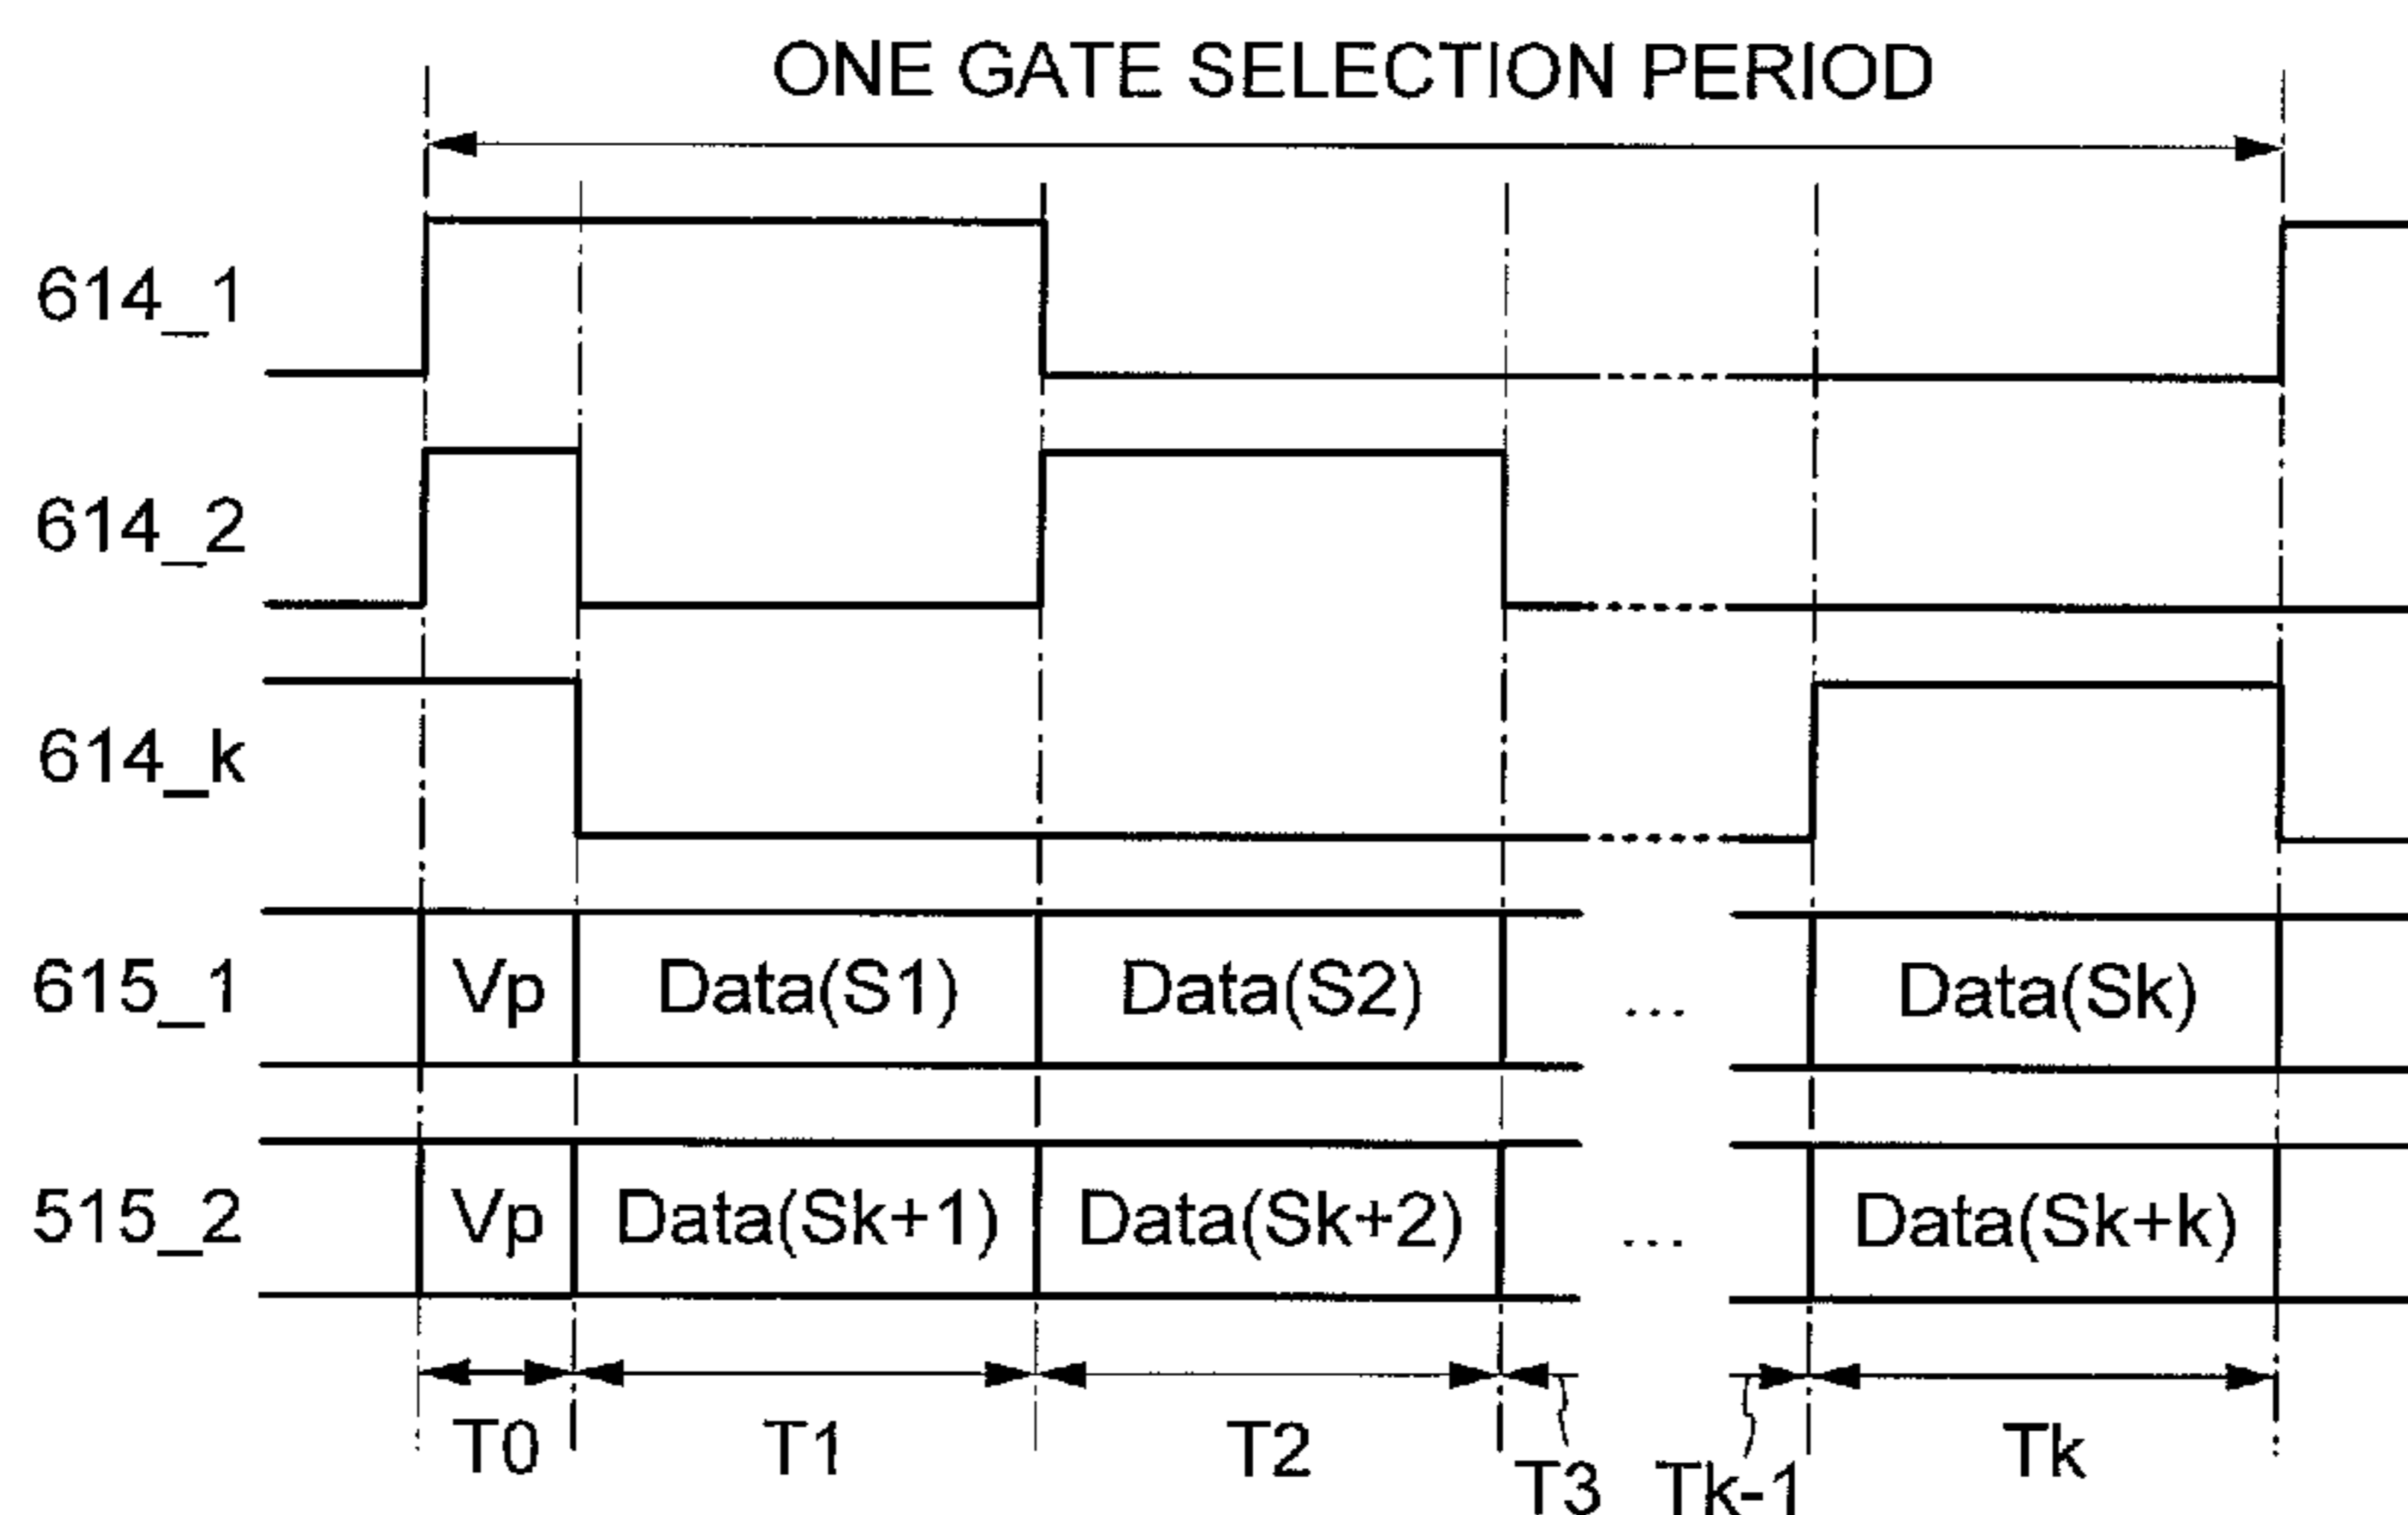 ONE GATE SELECTION PERIOD
614_1
614_2
614_k
615_1 Vp Data(S1) Data(S2) ... Data(Sk)
515_2 Vp Data(Sk+1) Data(Sk+2) ... Data(Sk+k)
T0 T1 T2 T3 Tk-1 Tk